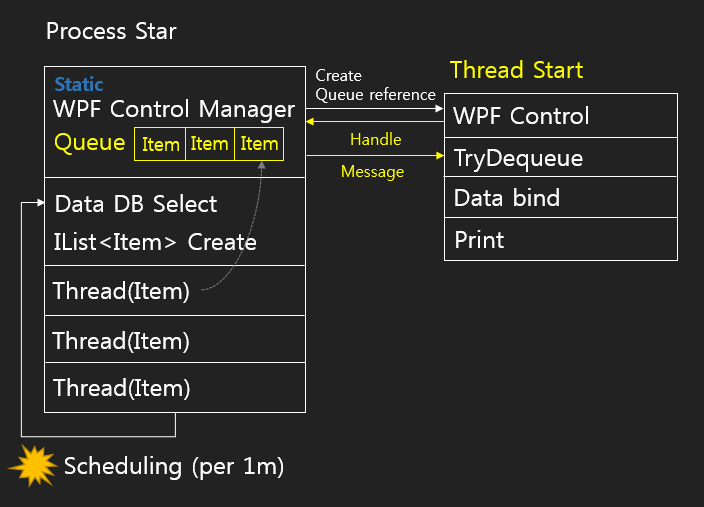 Process Star
Static
WPF Control Manager
Queue Item Item Item
Data DB Select
IList<Item> Create
Thread(Item)
Thread(Item)
Thread(Item)
Scheduling (per 1m)
Create
Queue reference
Handle
Message
Thread Start
WPF Control
TryDequeue
Data bind
Print